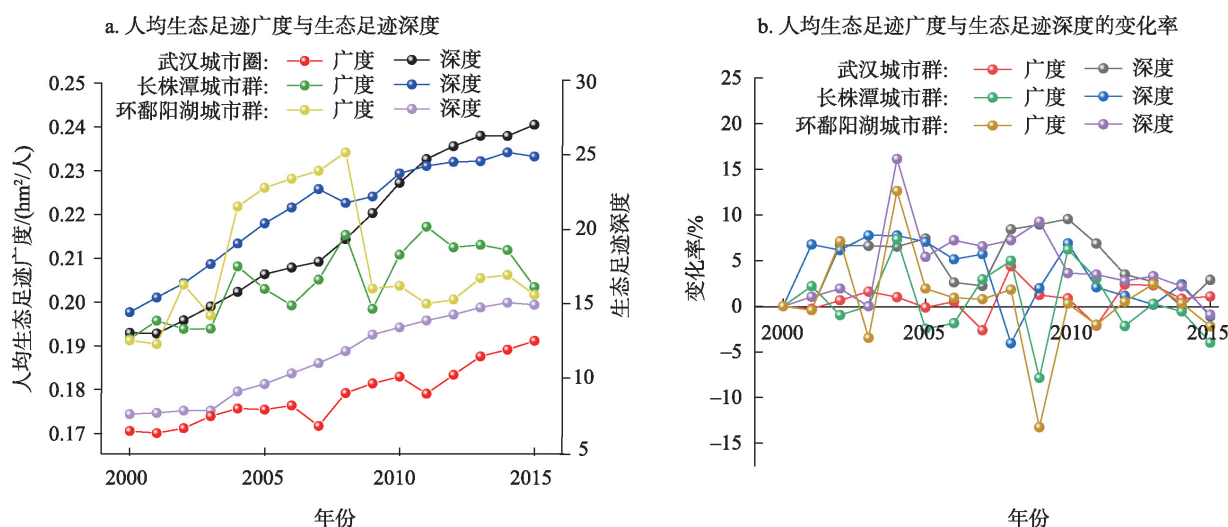 a. 人均生态足迹广度与生态足迹深度
武汉城市圈: 广度 深度
长株潭城市群: 广度 深度
环鄱阳湖城市群: 广度 深度
0.25
0.24
0.23
0.22
0.21
0.20
0.19
0.18
0.17
人均生态足迹广度/(hm²/人)
30
25
20
15
10
5
生态足迹深度
2000 2005 2010 2015
年份
b. 人均生态足迹广度与生态足迹深度的变化率
武汉城市群: 广度 深度
长株潭城市群: 广度 深度
环鄱阳湖城市群: 广度 深度
25
20
15
10
5
0
–5
–10
–15
变化率/%
2000 2005 2010 2015
年份